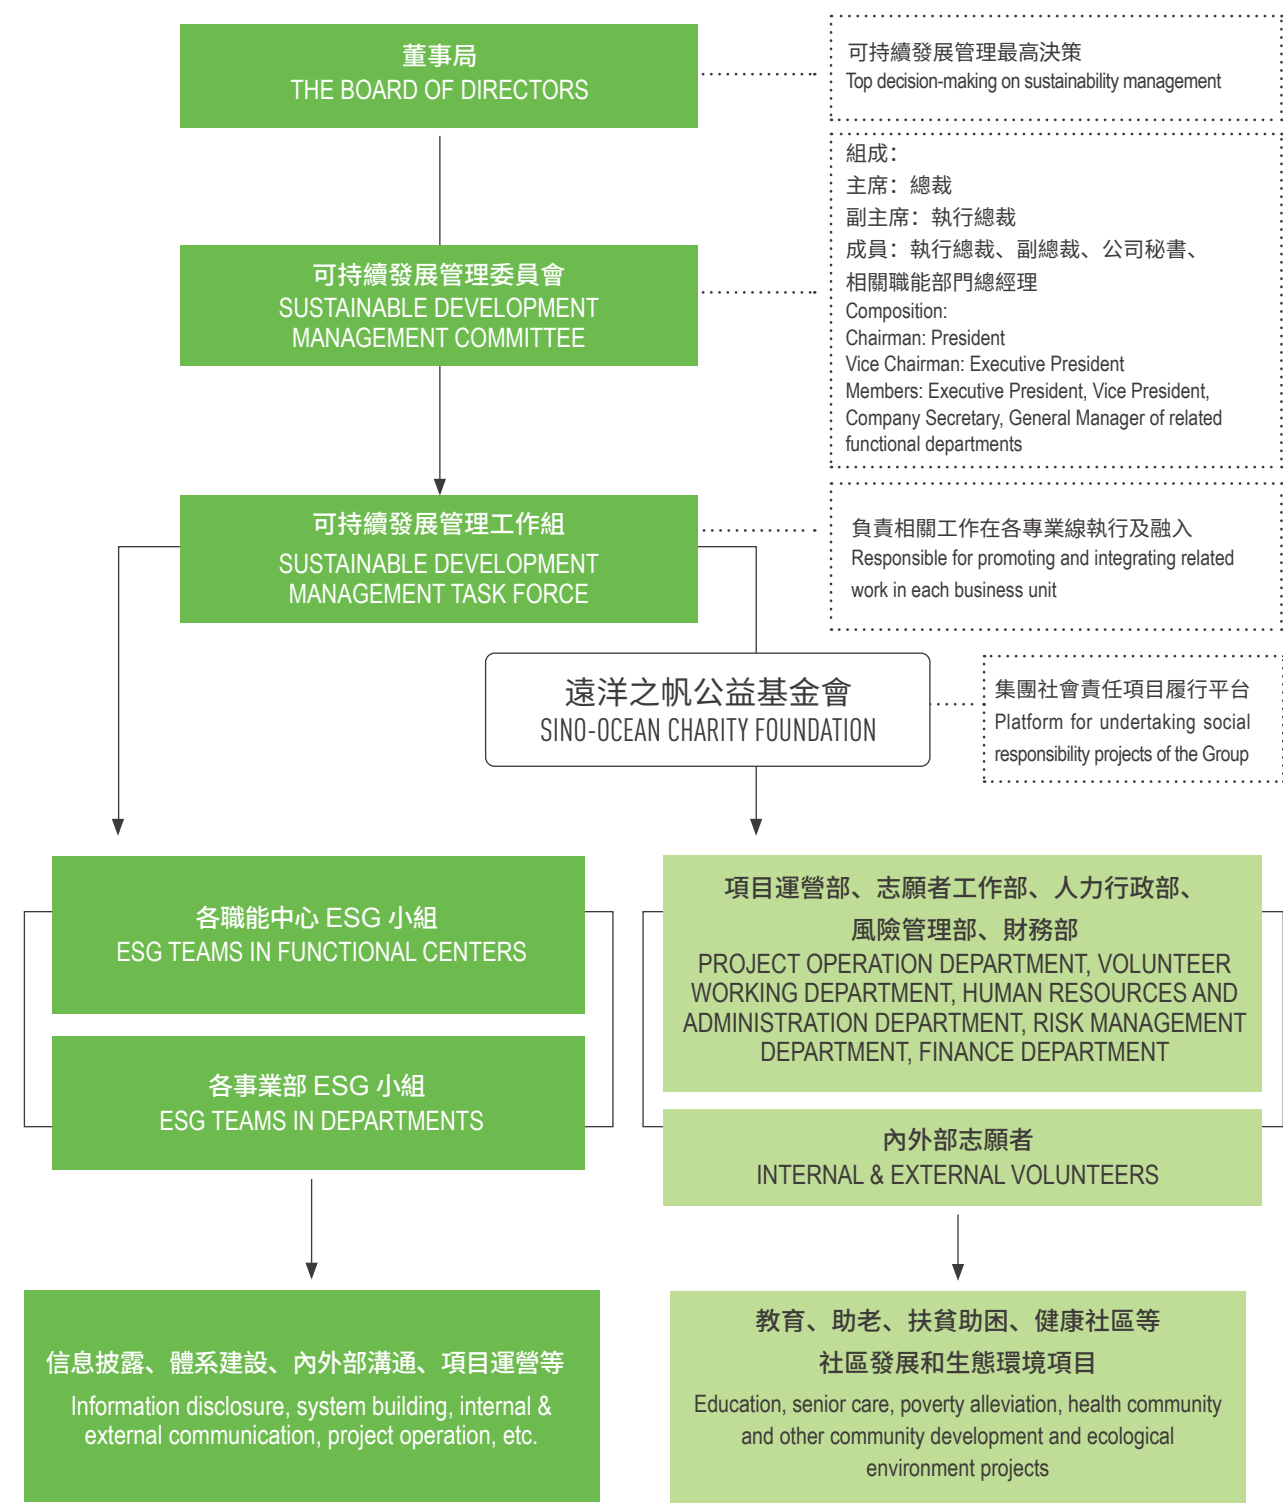 董事局
THE BOARD OF DIRECTORS
可持續發展管理最高決策
Top decision-making on sustainability management
組成：
主席：總裁
副主席：執行總裁
成員：執行總裁、副總裁、公司秘書、
相關職能部門總經理
Composition:
Chairman: President
Vice Chairman: Executive President
Members: Executive President, Vice President,
Company Secretary, General Manager of related
functional departments
可持續發展管理委員會
SUSTAINABLE DEVELOPMENT
MANAGEMENT COMMITTEE
可持續發展管理工作組
SUSTAINABLE DEVELOPMENT
MANAGEMENT TASK FORCE
負責相關工作在各專業線執行及融入
Responsible for promoting and integrating related
work in each business unit
遠洋之帆公益基金會
SINO-OCEAN CHARITY FOUNDATION
集團社會責任項目履行平台
Platform for undertaking social
responsibility projects of the Group
各職能中心 ESG 小組
ESG TEAMS IN FUNCTIONAL CENTERS
各事業部 ESG 小組
ESG TEAMS IN DEPARTMENTS
項目運營部、志願者工作部、人力行政部、
風險管理部、財務部
PROJECT OPERATION DEPARTMENT, VOLUNTEER
WORKING DEPARTMENT, HUMAN RESOURCES AND
ADMINISTRATION DEPARTMENT, RISK MANAGEMENT
DEPARTMENT, FINANCE DEPARTMENT
內外部志願者
INTERNAL & EXTERNAL VOLUNTEERS
信息披露、體系建設、內外部溝通、項目運營等
Information disclosure, system building, internal &
external communication, project operation, etc.
教育、助老、扶貧助困、健康社區等
社區發展和生態環境項目
Education, senior care, poverty alleviation, health community
and other community development and ecological
environment projects